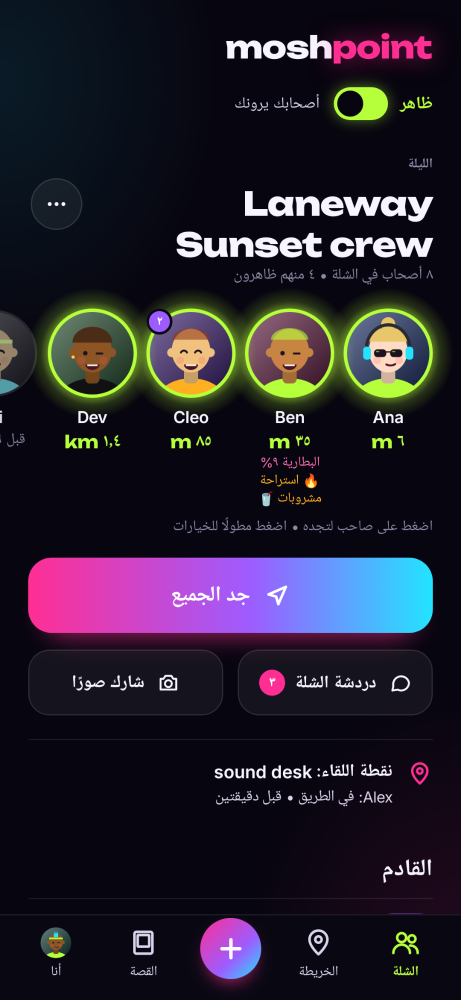 moshpoint
ظاهر
أصحابك يرونك
الليلة
Laneway
Sunset crew
٨ أصحاب في الشلة • ٤ منهم ظاهرون
Ana
٦ m
Ben
٣٥ m
البطارية ٩%
🔥 استراحة
مشروبات 🥤
٢
Cleo
٨٥ m
Dev
١,٤ km
i
قبل
اضغط على صاحب لتجده • اضغط مطولًا للخيارات
جد الجميع
دردشة الشلة
٣
شارك صورًا
نقطة اللقاء: sound desk
Alex: في الطريق • قبل دقيقتين
القادم
الشلة
الخريطة
القصة
أنا